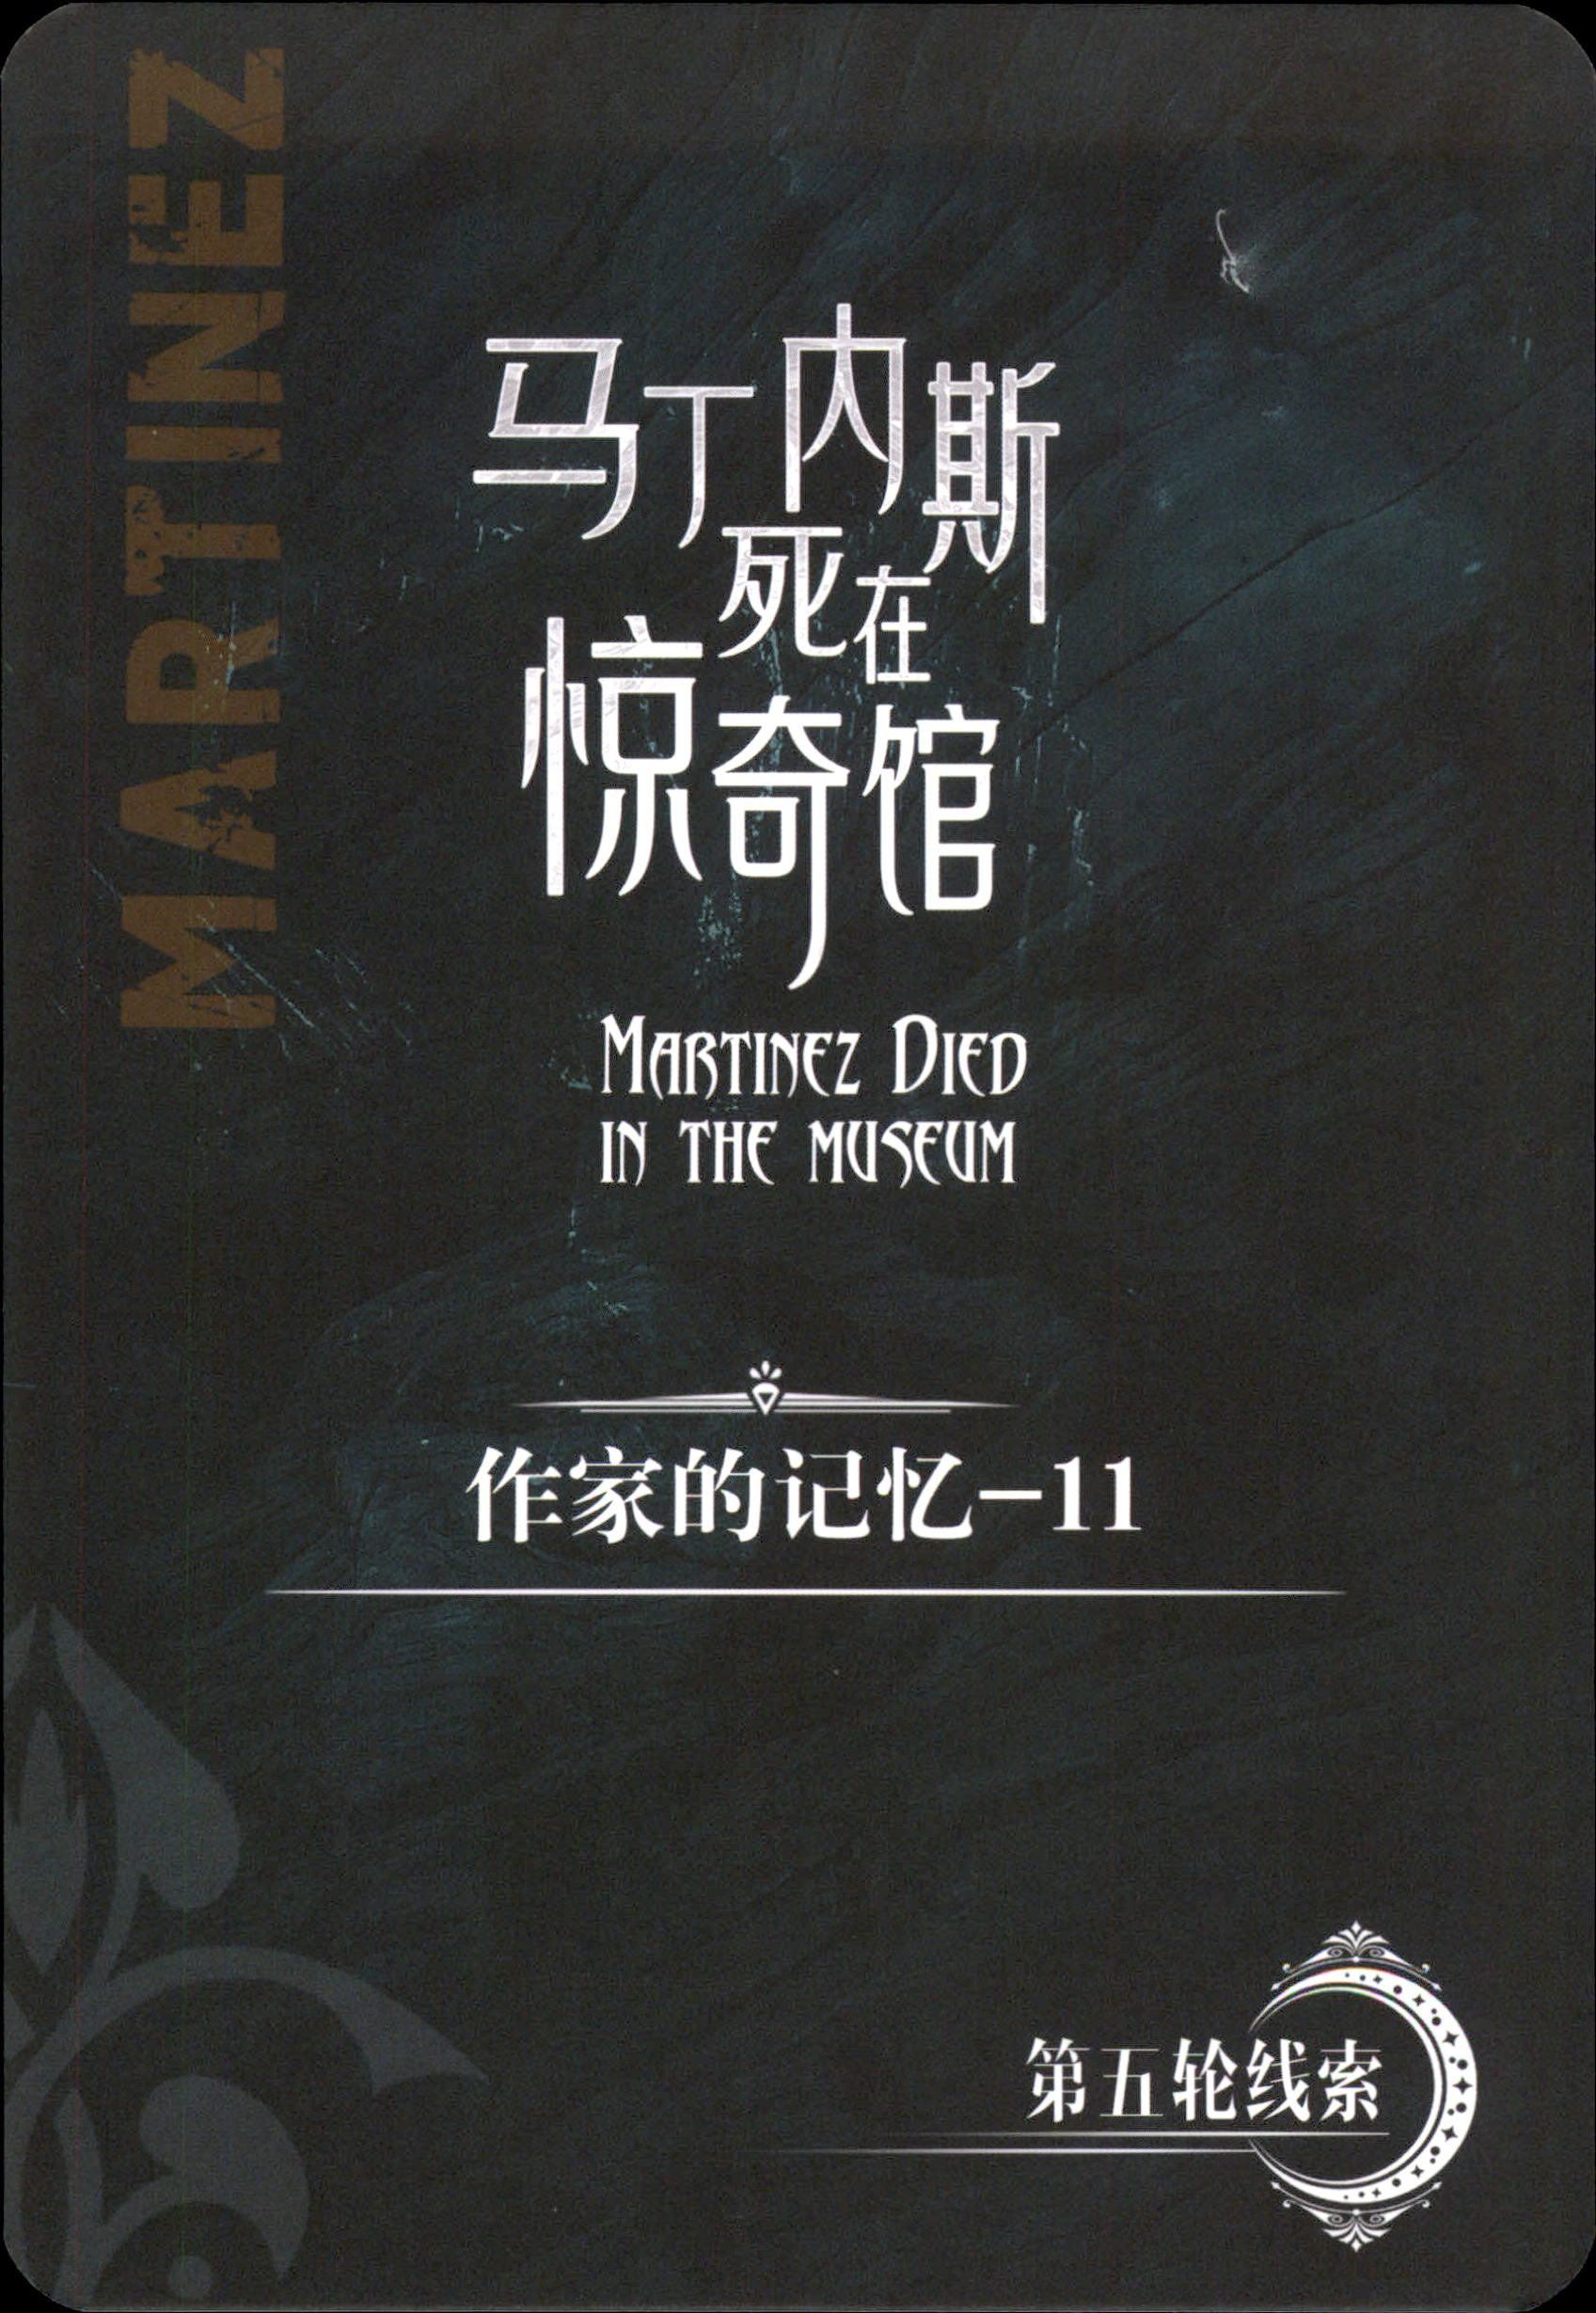 MARTINEZ
马丁内斯
死在
惊奇馆
MARTINEZ DIED
IN THE MUSEUM
作家的记忆-11
第五轮线索